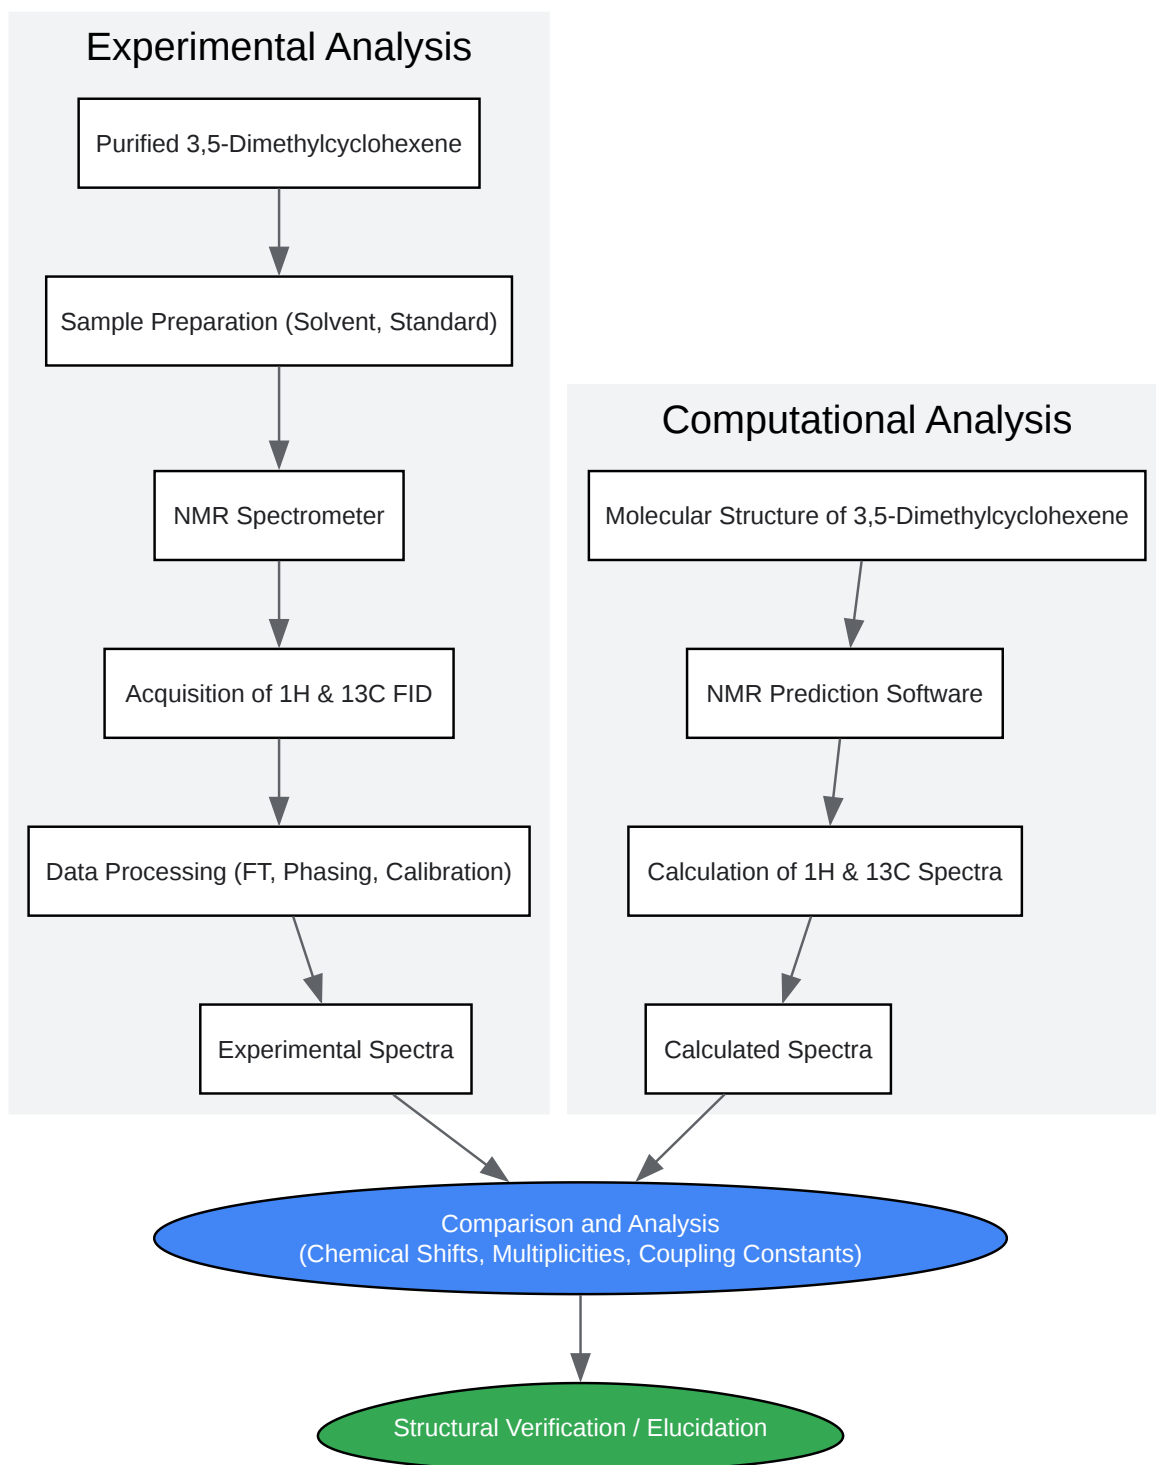 Experimental Analysis
Purified 3,5-Dimethylcyclohexene
Sample Preparation (Solvent, Standard)
NMR Spectrometer
Acquisition of 1H & 13C FID
Data Processing (FT, Phasing, Calibration)
Experimental Spectra
Computational Analysis
Molecular Structure of 3,5-Dimethylcyclohexene
NMR Prediction Software
Calculation of 1H & 13C Spectra
Calculated Spectra
Comparison and Analysis
(Chemical Shifts, Multiplicities, Coupling Constants)
Structural Verification / Elucidation